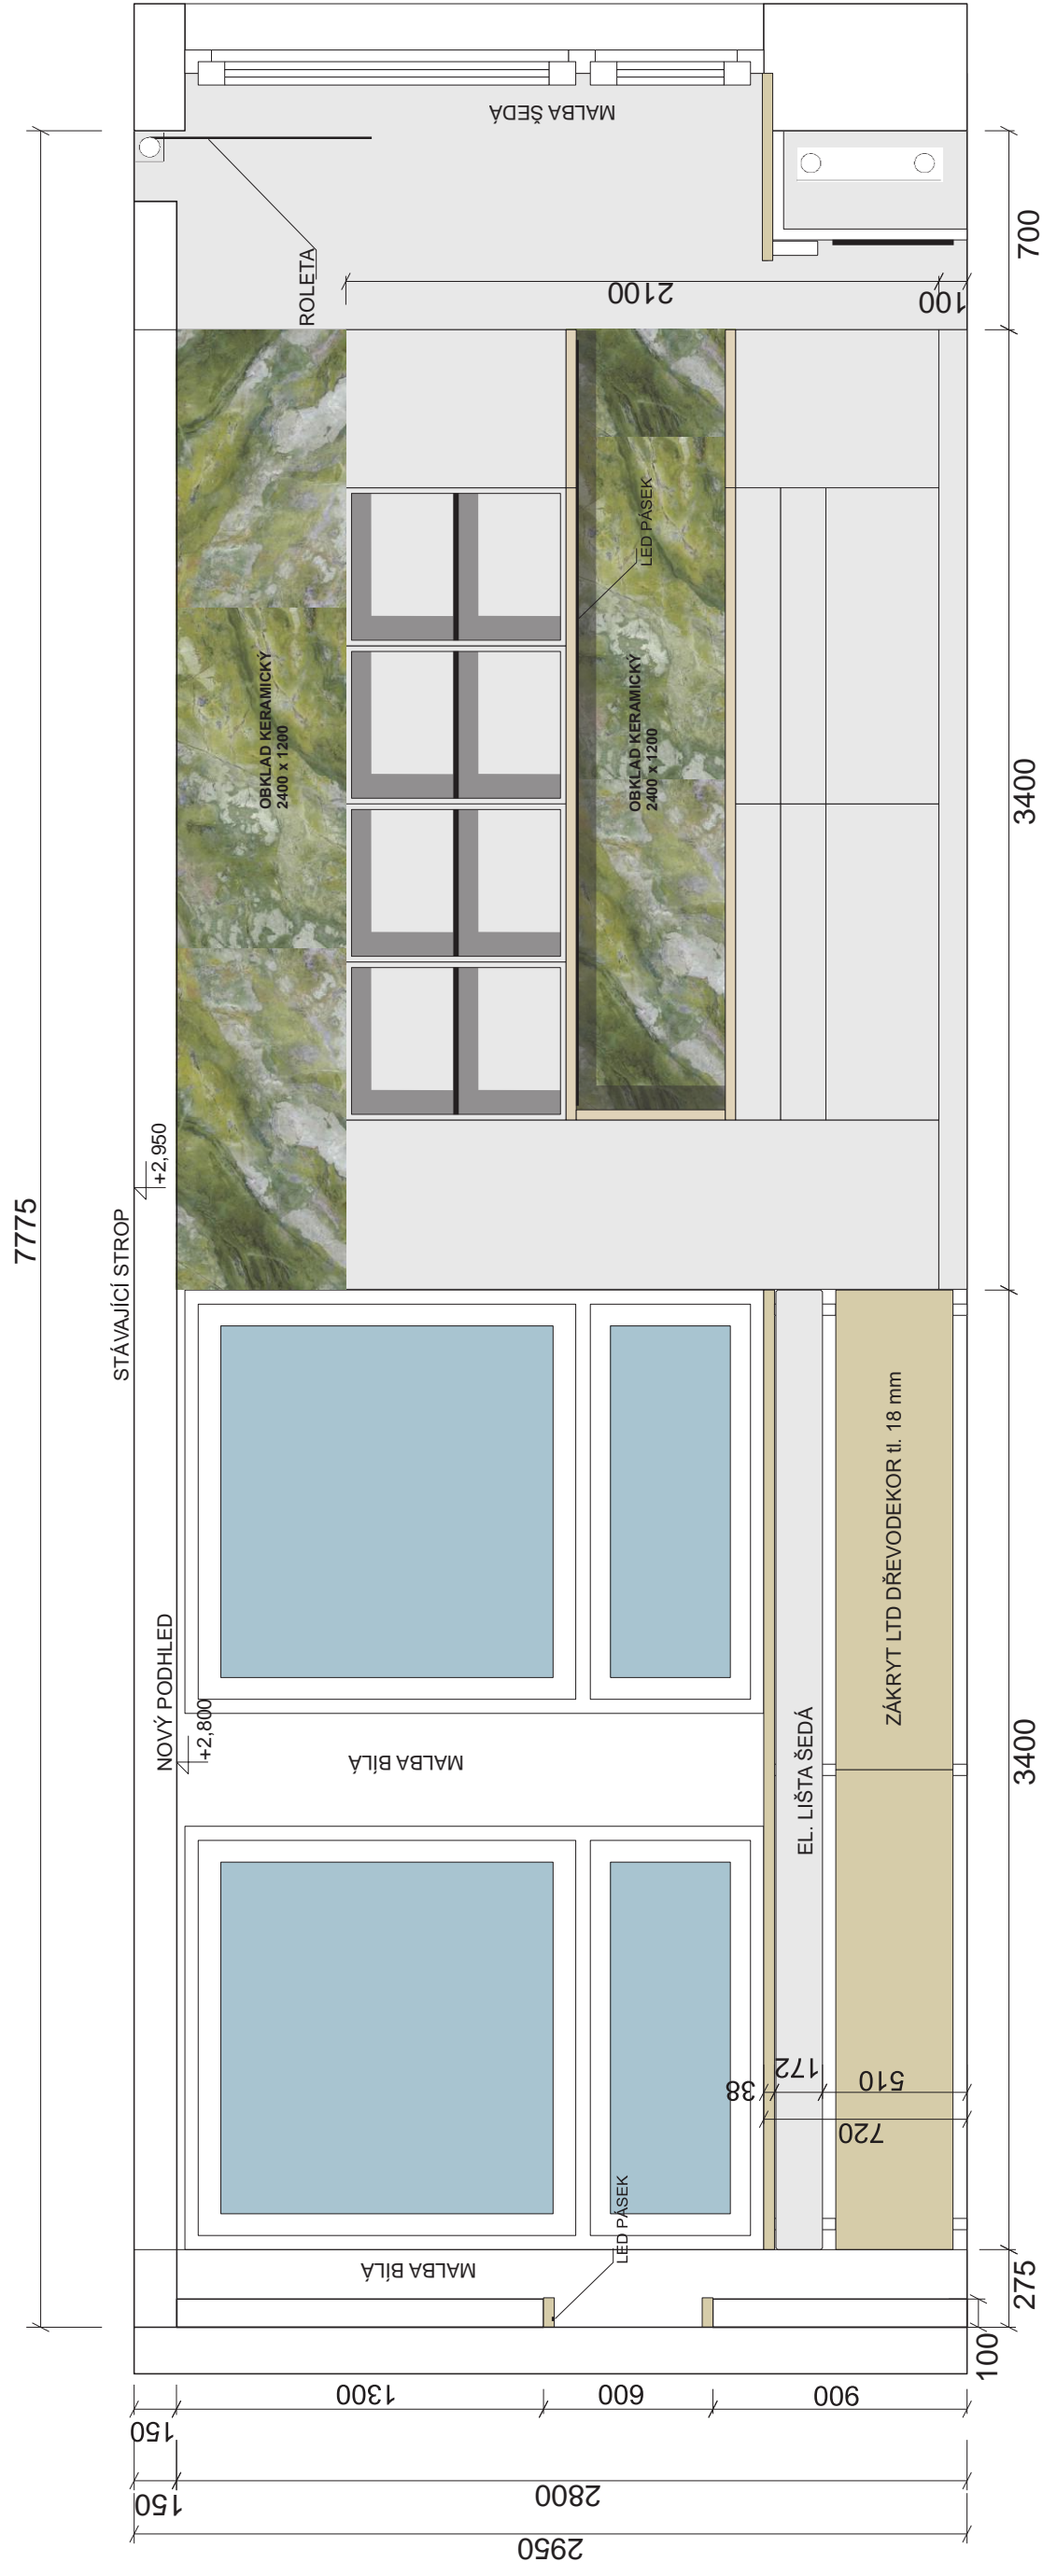 7775
STÁVAJÍCÍ STROP
+2,950
NOVÝ PODHLED
+2,800
MALBA BÍLÁ
MALBA BÍLÁ
LED PÁSEK
OBKLAD KERAMICKÝ
2400 x 1200
OBKLAD KERAMICKÝ
2400 x 1200
LED PÁSEK
ROLETA
MALBA ŠEDÁ
2100
100
EL. LIŠTA ŠEDÁ
ZÁKRYT LTD DŘEVODEKOR tl. 18 mm
38
172
510
720
100
275
3400
3400
700
150
1300
600
900
150
2800
2950